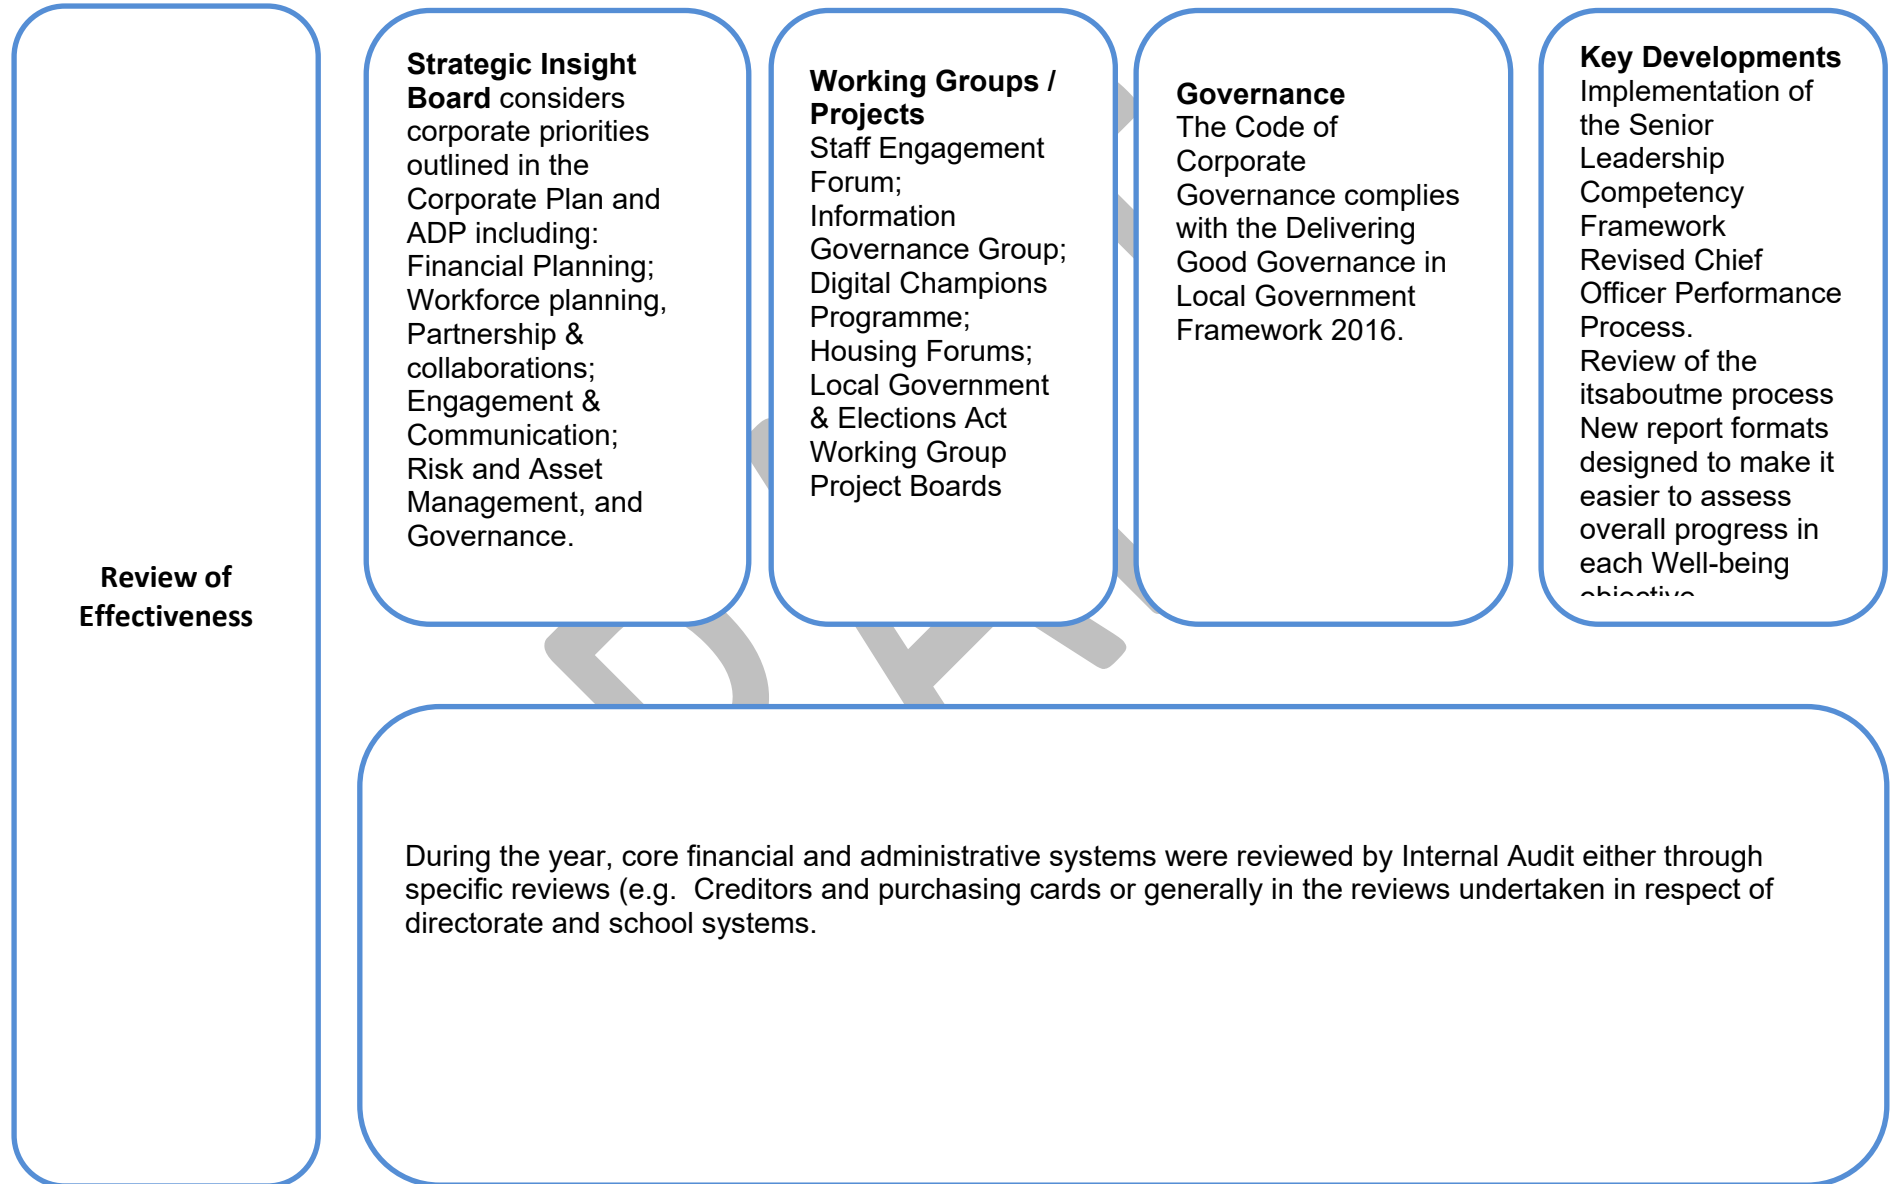 Review of
Effectiveness
Strategic Insight
Board considers
corporate priorities
outlined in the
Corporate Plan and
ADP including:
Financial Planning;
Workforce planning,
Partnership &
collaborations;
Engagement &
Communication;
Risk and Asset
Management, and
Governance.
Working Groups /
Projects
Staff Engagement
Forum;
Information
Governance Group;
Digital Champions
Programme;
Housing Forums;
Local Government
& Elections Act
Working Group
Project Boards
Governance
The Code of
Corporate
Governance complies
with the Delivering
Good Governance in
Local Government
Framework 2016.
Key Developments
Implementation of
the Senior
Leadership
Competency
Framework
Revised Chief
Officer Performance
Process.
Review of the
itsaboutme process
New report formats
designed to make it
easier to assess
overall progress in
each Well-being
During the year, core financial and administrative systems were reviewed by Internal Audit either through
specific reviews (e.g.  Creditors and purchasing cards or generally in the reviews undertaken in respect of
directorate and school systems.